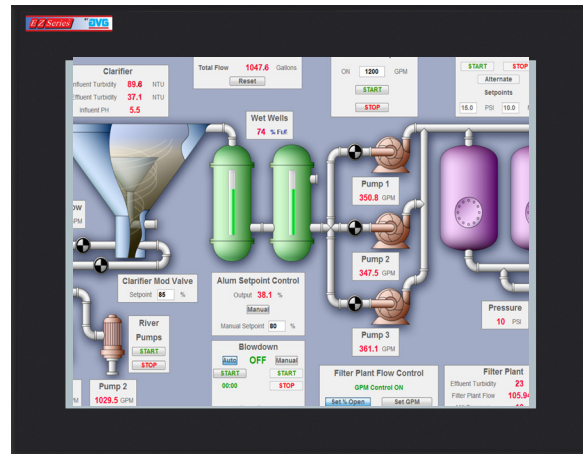 EZ Series BY AVG
Clarifier
Influent Turbidity 89.6 NTU
Effluent Turbidity 37.1 NTU
Influent PH 5.5
Total Flow 1047.6 Gallons
Reset
ON 1200 GPM
START
STOP
START STOP
Alternate
Setpoints
15.0 PSI 10.0
Wet Wells
74 % Full
Pump 1
350.8 GPM
Pump 2
347.5 GPM
Pump 3
361.1 GPM
Clarifier Mod Valve
Setpoint 85 %
Alum Setpoint Control
Output 38.1 %
Manual
Manual Setpoint 80 %
River
Pumps
START
STOP
Pump 2
1029.5 GPM
Blowdown
Auto OFF Manual
START START
00:00 STOP
Pressure
10 PSI
Filter Plant Flow Control
GPM Control ON
Set % Open Set GPM
Filter Plant
Effluent Turbidity 23
Filter Plant Flow 105.94